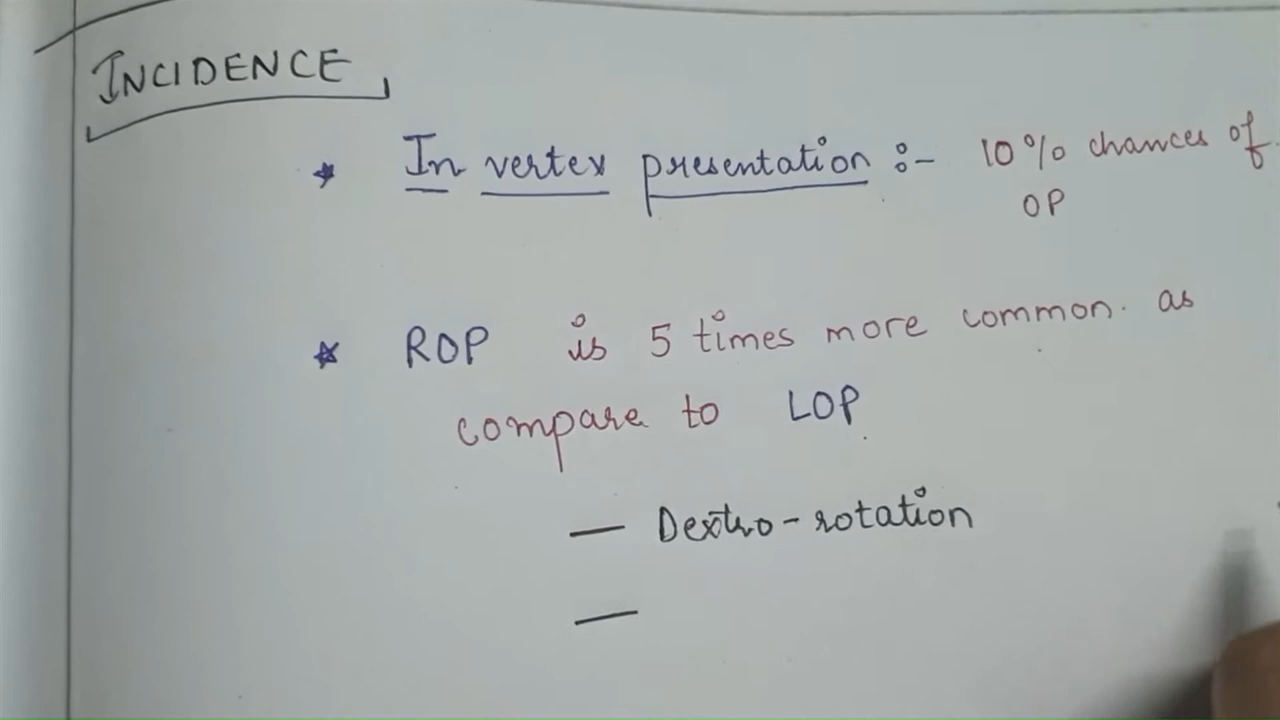 INCIDENCE
* In vertex presentation :- 10% chances of
OP
* ROP is 5 times more common. as
compare to LOP
— Dextro-rotation
—